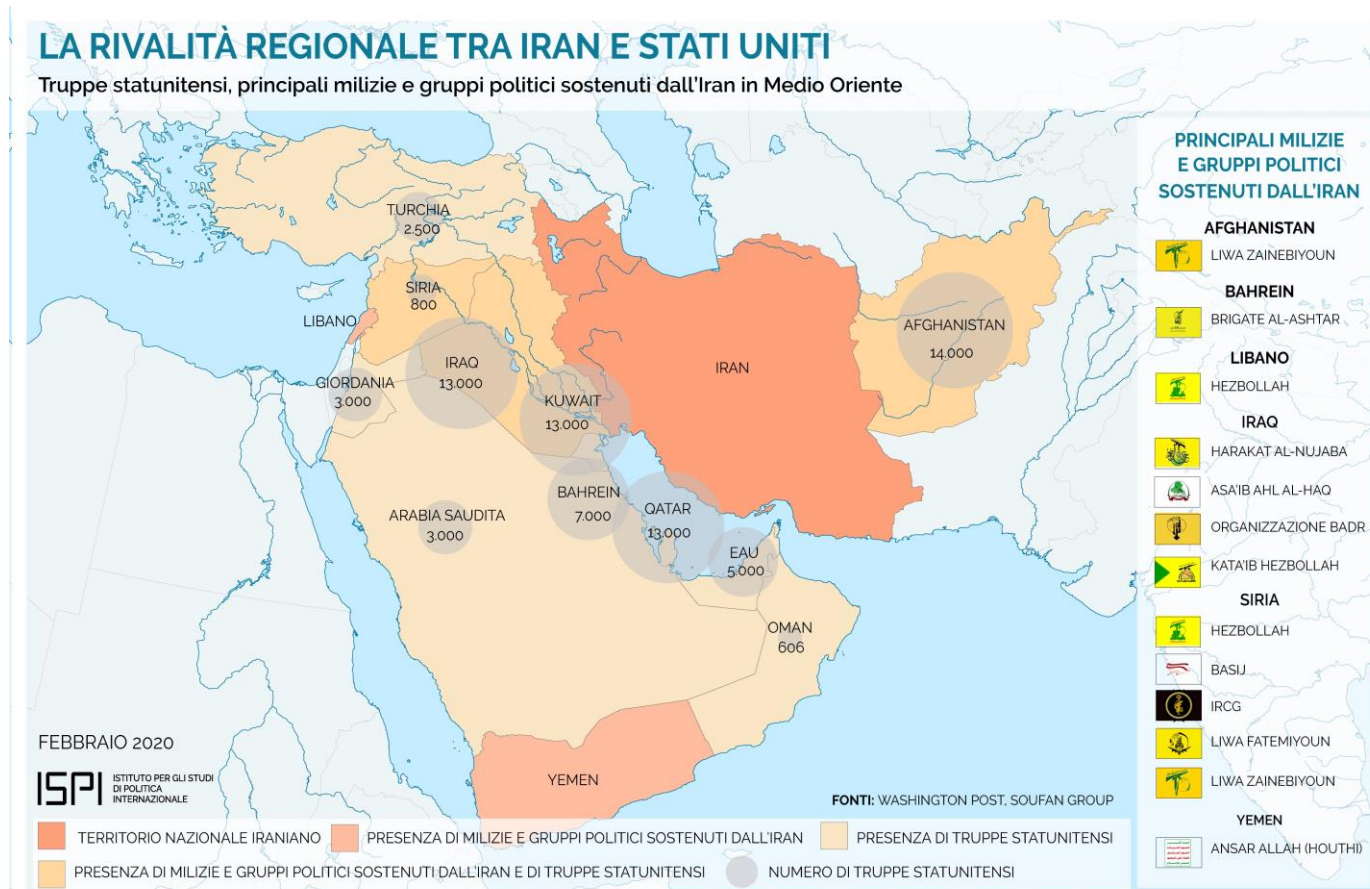 LA RIVALITÀ REGIONALE TRA IRAN E STATI UNITI
Truppe statunitensi, principali milizie e gruppi politici sostenuti dall'Iran in Medio Oriente
TURCHIA
2.500
SIRIA
800
LIBANO
IRAQ
13.000
GIORDANIA
3.000
KUWAIT
13.000
IRAN
AFGHANISTAN
14.000
BAHREIN
7.000
QATAR
13.000
ARABIA SAUDITA
3.000
EAU
5.000
OMAN
606
YEMEN
PRINCIPALI MILIZIE
E GRUPPI POLITICI
SOSTENUTI DALL'IRAN
AFGHANISTAN
LIWA ZAINEBIYOUN
BAHREIN
BRIGATE AL-ASHTAR
LIBANO
HEZBOLLAH
IRAQ
HARAKAT AL-NUJABA
ASA'IB AHL AL-HAQ
ORGANIZZAZIONE BADR
KATA'IB HEZBOLLAH
SIRIA
HEZBOLLAH
BASIJ
IRCG
LIWA FATEMIYOUN
LIWA ZAINEBIYOUN
YEMEN
ANSAR ALLAH (HOUTHI)
FEBBRAIO 2020
ISPI
ISTITUTO PER GLI STUDI
DI POLITICA
INTERNAZIONALE
FONTI: WASHINGTON POST, SOUFAN GROUP
TERRITORIO NAZIONALE IRANIANO
PRESENZA DI MILIZIE E GRUPPI POLITICI SOSTENUTI DALL'IRAN
PRESENZA DI TRUPPE STATUNITENSI
PRESENZA DI MILIZIE E GRUPPI POLITICI SOSTENUTI DALL'IRAN E DI TRUPPE STATUNITENSI
NUMERO DI TRUPPE STATUNITENSI